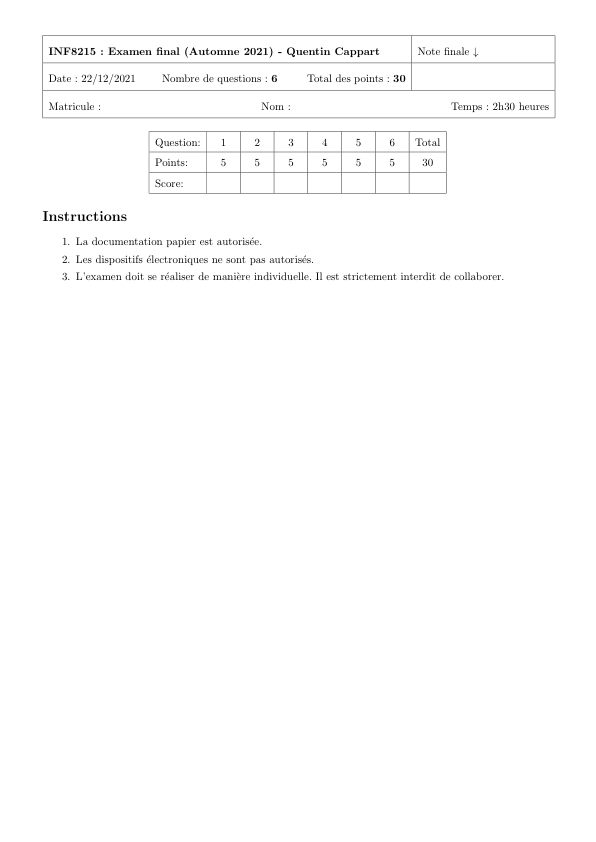 INF8215 : Examen final (Automne 2021) - Quentin Cappart Note finale ↓
Date : 22/12/2021 Nombre de questions : 6 Total des points : 30
Matricule : Nom : Temps : 2h30 heures
Question: 1 2 3 4 5 6 Total
Points: 5 5 5 5 5 5 30
Score:
Instructions
1. La documentation papier est autorisée.
2. Les dispositifs électroniques ne sont pas autorisés.
3. L'examen doit se réaliser de manière individuelle. Il est strictement interdit de collaborer.